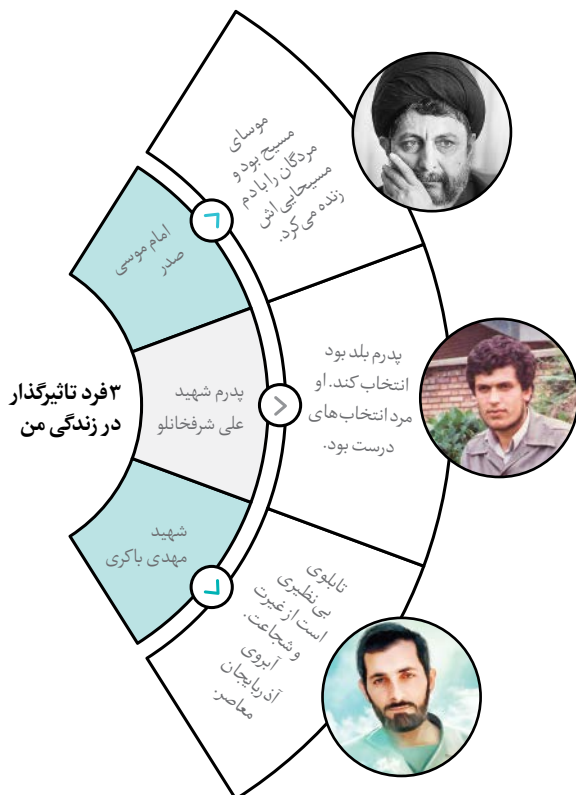 ۳ فرد تاثیرگذار
در زندگی من
امام موسی
صدر
موسای
مسیح بود و
مردگان را با دم
مسیحایی‌اش
زنده می‌کرد.
پدرم شهید
علی شرفخانلو
پدرم بلد بود
انتخاب کند. او
مرد انتخاب‌های
درست بود.
شهید
مهدی باکری
تابلوی
بی‌نظیری
است از غیرت
و شجاعت.
آبروی
آذربایجان
معاصر.